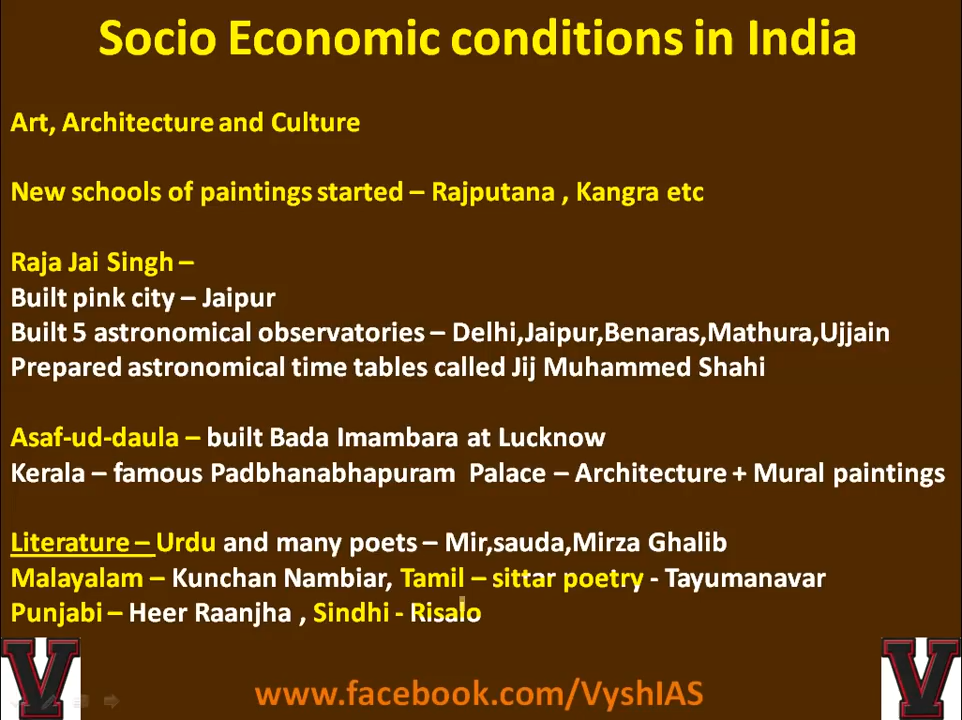 Socio Economic conditions in India
Art, Architecture and Culture
New schools of paintings started – Rajputana , Kangra etc
Raja Jai Singh –
Built pink city – Jaipur
Built 5 astronomical observatories – Delhi,Jaipur,Benaras,Mathura,Ujjain
Prepared astronomical time tables called Jij Muhammed Shahi
Asaf-ud-daula – built Bada Imambara at Lucknow
Kerala – famous Padbhanabhapuram Palace – Architecture + Mural paintings
Literature – Urdu and many poets – Mir,sauda,Mirza Ghalib
Malayalam – Kunchan Nambiar, Tamil – sittar poetry - Tayumanavar
Punjabi – Heer Raanjha , Sindhi - Risalo
V V
www.facebook.com/VyshIAS